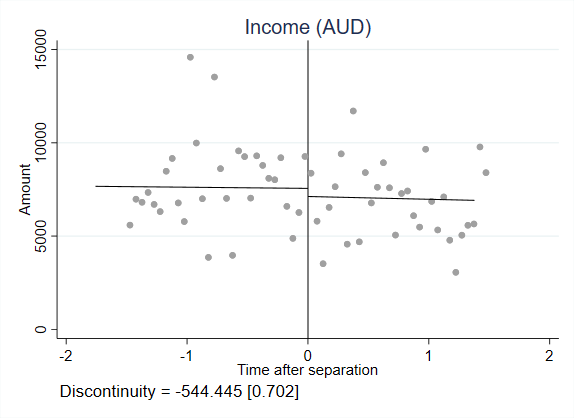 Income (AUD)
Amount
15000
10000
5000
0
-2
-1
0
1
2
Time after separation
Discontinuity = -544.445 [0.702]